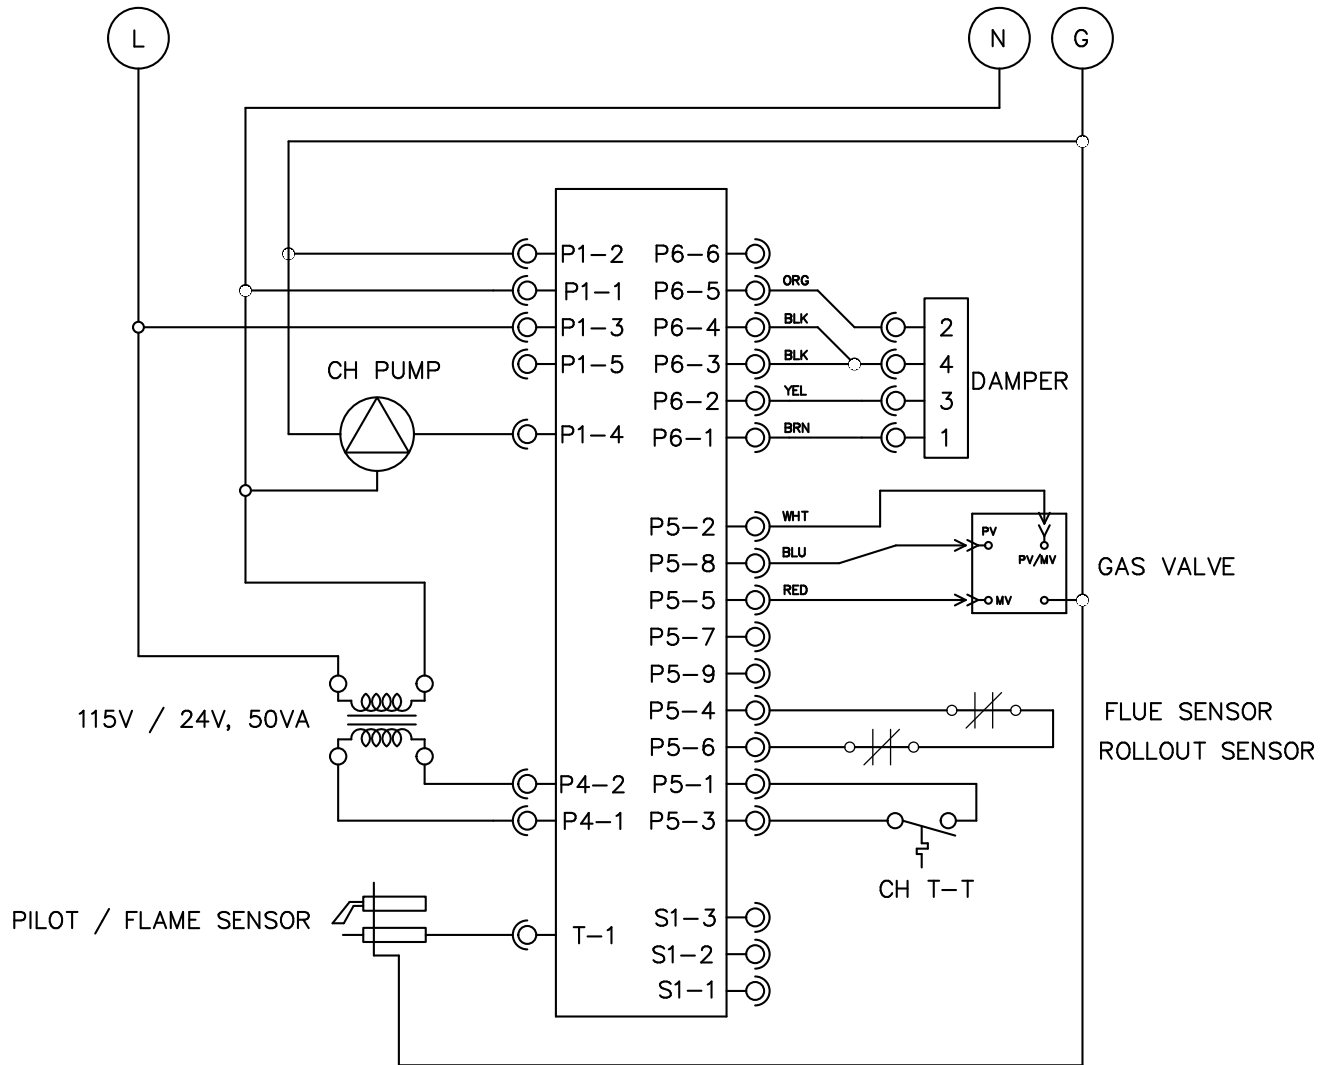 L
N
G
P1-2
P6-6
P1-1
P6-5
ORG
P1-3
P6-4
BLK
2
P1-5
P6-3
BLK
4
CH PUMP
DAMPER
P6-2
YEL
3
P1-4
P6-1
BRN
1
P5-2
WHT
PV
P5-8
BLU
PV/MV
GAS VALVE
P5-5
RED
MV
P5-7
P5-9
115V / 24V, 50VA
P5-4
FLUE SENSOR
P5-6
ROLLOUT SENSOR
P4-2
P5-1
P4-1
P5-3
CH T-T
PILOT / FLAME SENSOR
T-1
S1-3
S1-2
S1-1